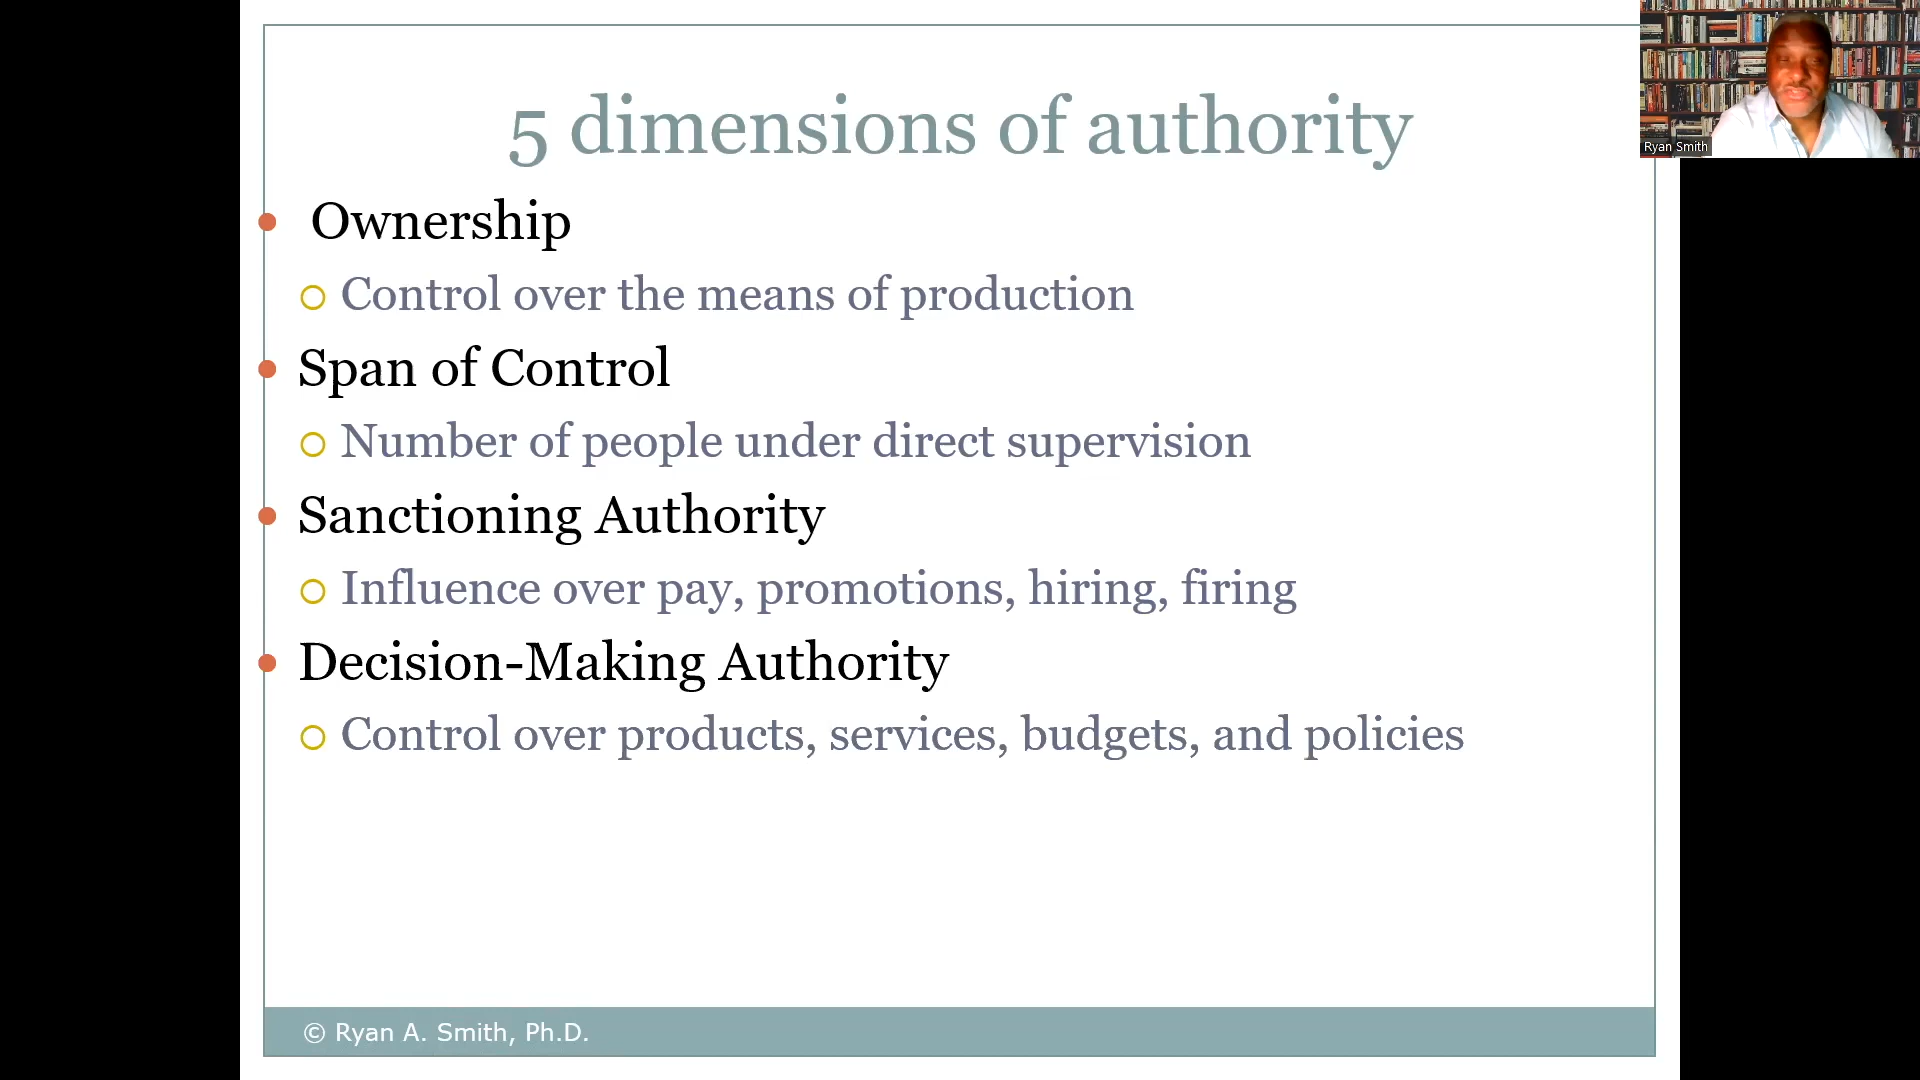 5 dimensions of authority
Ownership
Control over the means of production
Span of Control
Number of people under direct supervision
Sanctioning Authority
Influence over pay, promotions, hiring, firing
Decision-Making Authority
Control over products, services, budgets, and policies
© Ryan A. Smith, Ph.D.
Ryan Smith